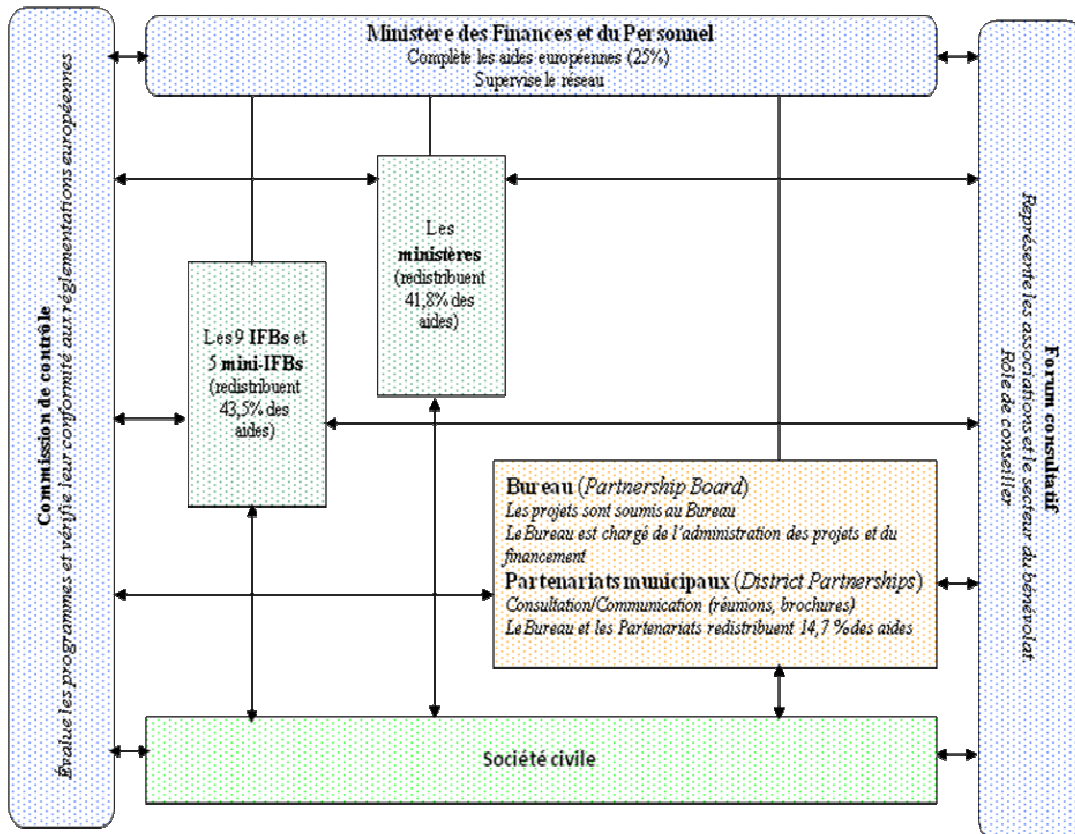 Ministère des Finances et du Personnel
Complète les aides européennes (25%)
Supervise le réseau
Commission de contrôle
Évalue les programmes et vérifie leur conformité aux réglementations européennes
Les
ministères
(redistribuent
41,8% des
aides)
Les 9 IFBs et
5 mini-IFBs
(redistribuent
43,5% des
aides)
Forum consultatif
Représente les associations et le secteur du bénévolat.
Rôle de conseiller
Bureau (Partnership Board)
Les projets sont soumis au Bureau
Le Bureau est chargé de l'administration des projets et du
financement
Partenariats municipaux (District Partnerships)
Consultation/Communication (réunions, brochures)
Le Bureau et les Partenariats redistribuent 14,7 % des aides
Société civile